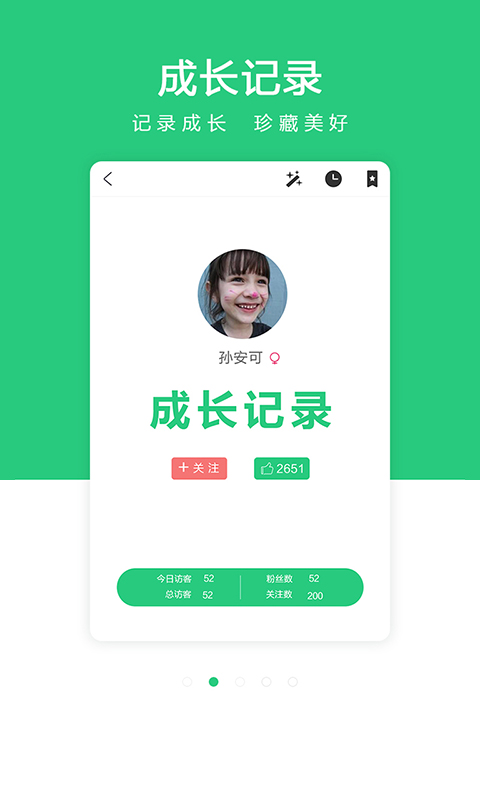 成长记录
记录成长 珍藏美好
孙安可
成长记录
+ 关注 2651
今日访客 52 粉丝数 52
总访客 52 关注数 200